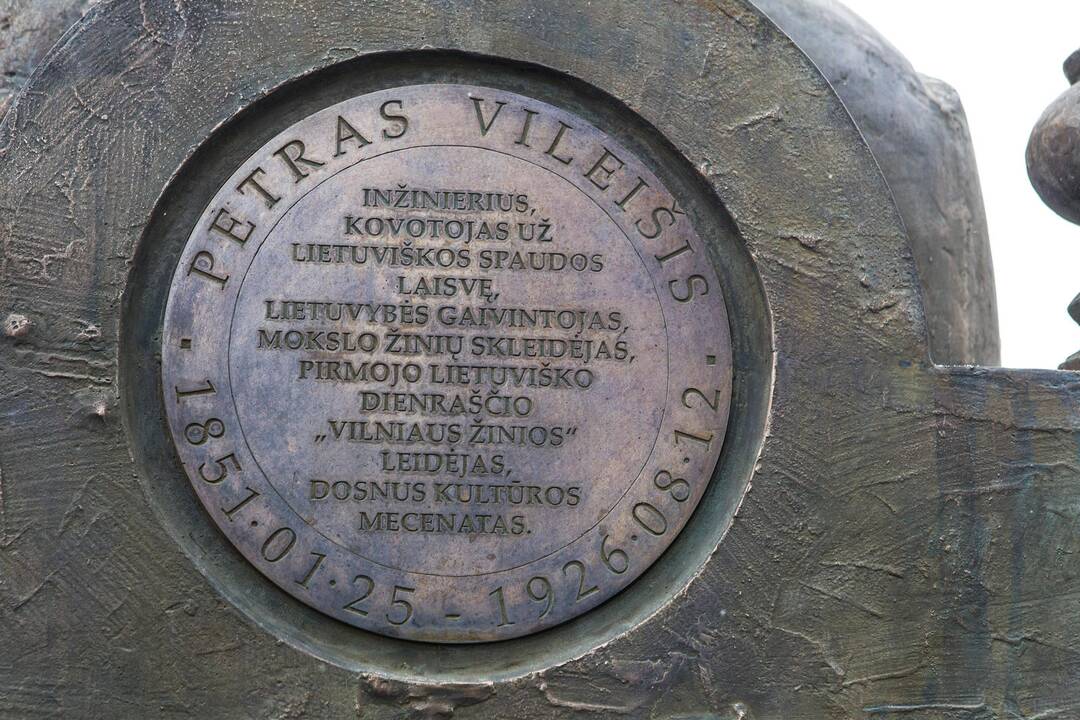 PETRAS VILEIŠIS
INŽINIERIUS,
KOVOTOJAS UŽ
LIETUVIŠKOS SPAUDOS
LAISVĘ,
LIETUVYBĖS GAIVINTOJAS,
MOKSLO ŽINIŲ SKLEIDĖJAS,
PIRMOJO LIETUVIŠKO
DIENRAŠČIO
„VILNIAUS ŽINIOS“
LEIDĖJAS,
DOSNUS KULTŪROS
MECENATAS.
· 1851·01·25 - 1926·08·12 ·